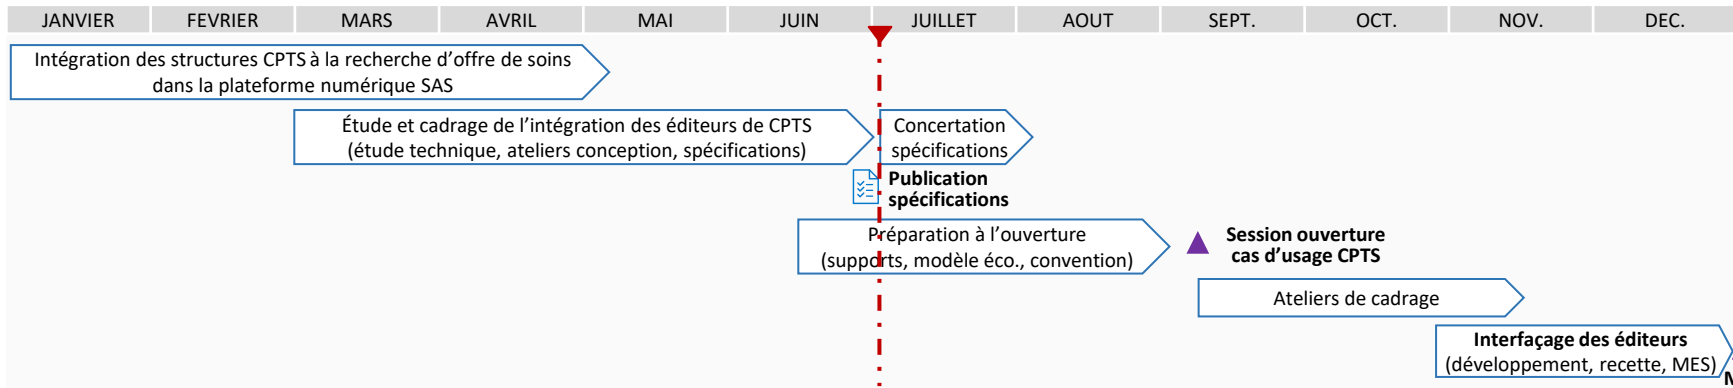 JANVIER FEVRIER MARS AVRIL MAI JUIN JUILLET AOUT SEPT. OCT. NOV. DEC.
Intégration des structures CPTS à la recherche d’offre de soins
dans la plateforme numérique SAS
Étude et cadrage de l’intégration des éditeurs de CPTS
(étude technique, ateliers conception, spécifications)
Concertation
spécifications
Publication
spécifications
Préparation à l’ouverture
(supports, modèle éco., convention)
Session ouverture
cas d’usage CPTS
Ateliers de cadrage
Interfaçage des éditeurs
(développement, recette, MES)